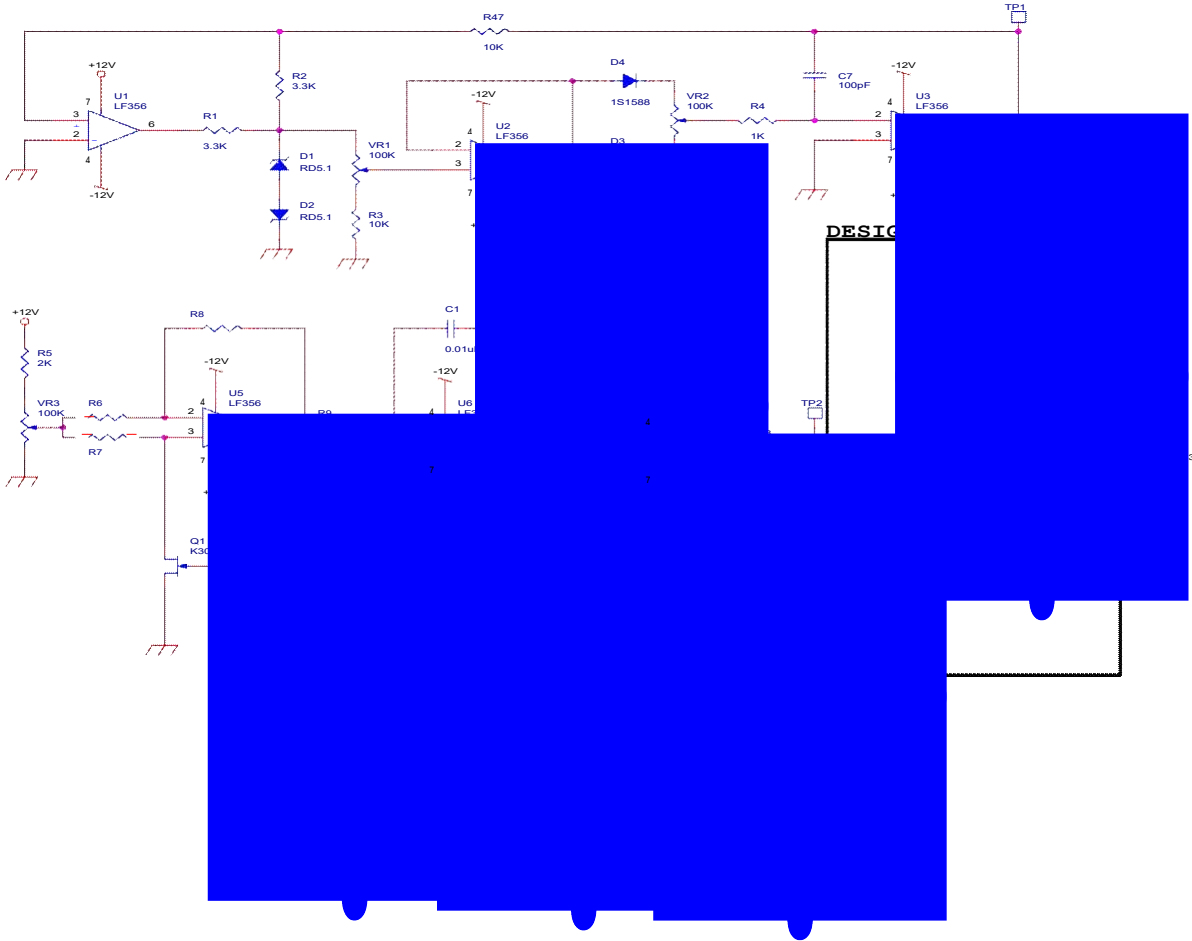 TP1
R47
10K
+12V
7
U1
LF356
3
2
6
4
-12V
R2
3.3K
R1
3.3K
D1
RD5.1
D2
RD5.1
VR1
100K
R3
10K
-12V
4
U2
LF356
2
3
7
+
D4
1S1588
D3
VR2
100K
R4
1K
C7
100pF
-12V
4
U3
LF356
2
3
7
+
DESIG
+12V
R5
2K
VR3
100K
R6
R7
R8
-12V
4
U5
LF356
2
3
7
+
R9
C1
0.01u
-12V
4
U6
7
4
7
TP2
3
Q1
K30